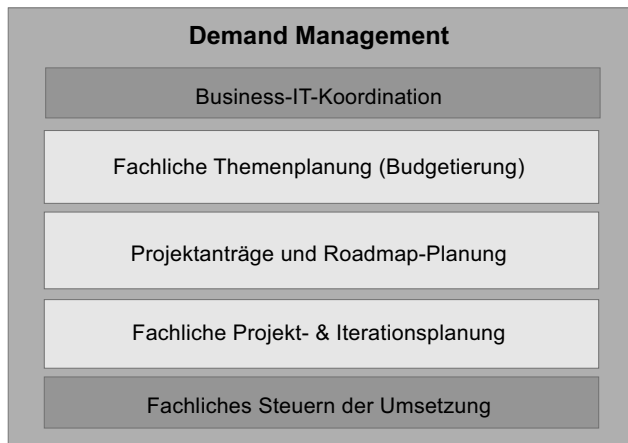 Demand Management
Business-IT-Koordination
Fachliche Themenplanung (Budgetierung)
Projektanträge und Roadmap-Planung
Fachliche Projekt- & Iterationsplanung
Fachliches Steuern der Umsetzung